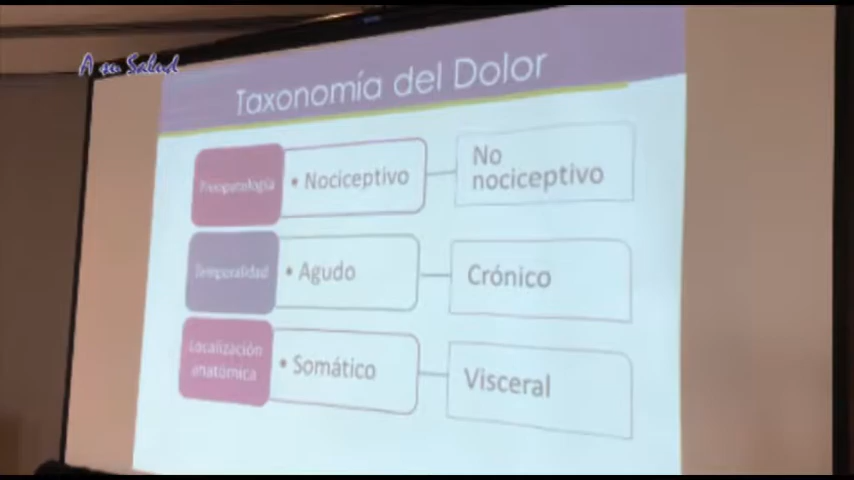 A su Salud
Taxonomía del Dolor
Fisiopatología
• Nociceptivo
No
nociceptivo
Temporalidad
• Agudo
Crónico
Localización
anatómica
• Somático
Visceral